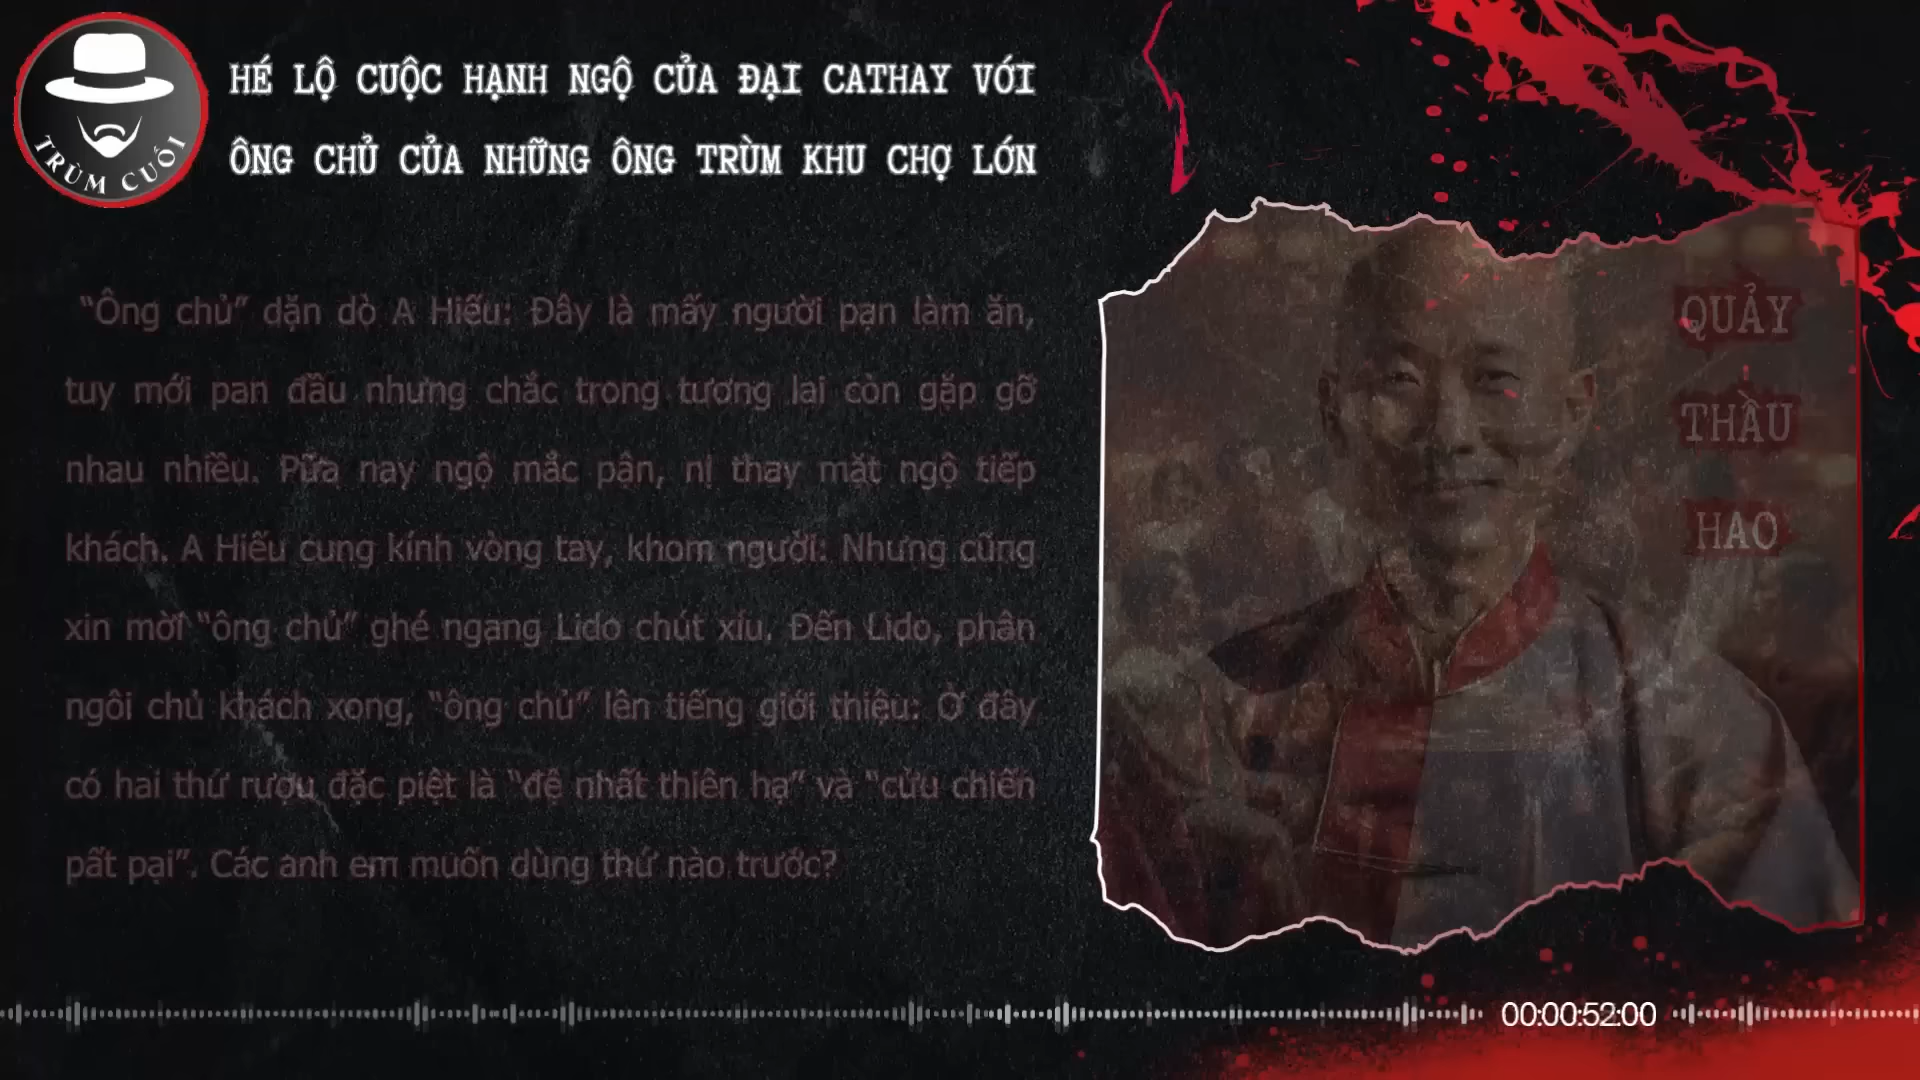 TRÙM CUỐI
HÉ LỘ CUỘC HẠNH NGỘ CỦA ĐẠI CATHAY VỚI
ÔNG CHỦ CỦA NHỮNG ÔNG TRÙM KHU CHỢ LỚN
“Ông chủ” dặn dò A Hiếu: Đây là mấy người pạn làm ăn,
tuy mới pan đầu nhưng chắc trong tương lai còn gặp gỡ
nhau nhiều. Pữa nay ngộ mắc pận, nị thay mặt ngộ tiếp
khách. A Hiếu cung kính vòng tay, khom người: Nhưng cũng
xin mời “ông chủ” ghé ngang Lido chút xíu. Đến Lido, phân
ngôi chủ khách xong, “ông chủ” lên tiếng giới thiệu: Ở đây
có hai thứ rượu đặc piệt là “đệ nhất thiên hạ” và “cửu chiến
pất pại”. Các anh em muốn dùng thứ nào trước?
QUẢY
THẦU
HAO
00:00:52:00